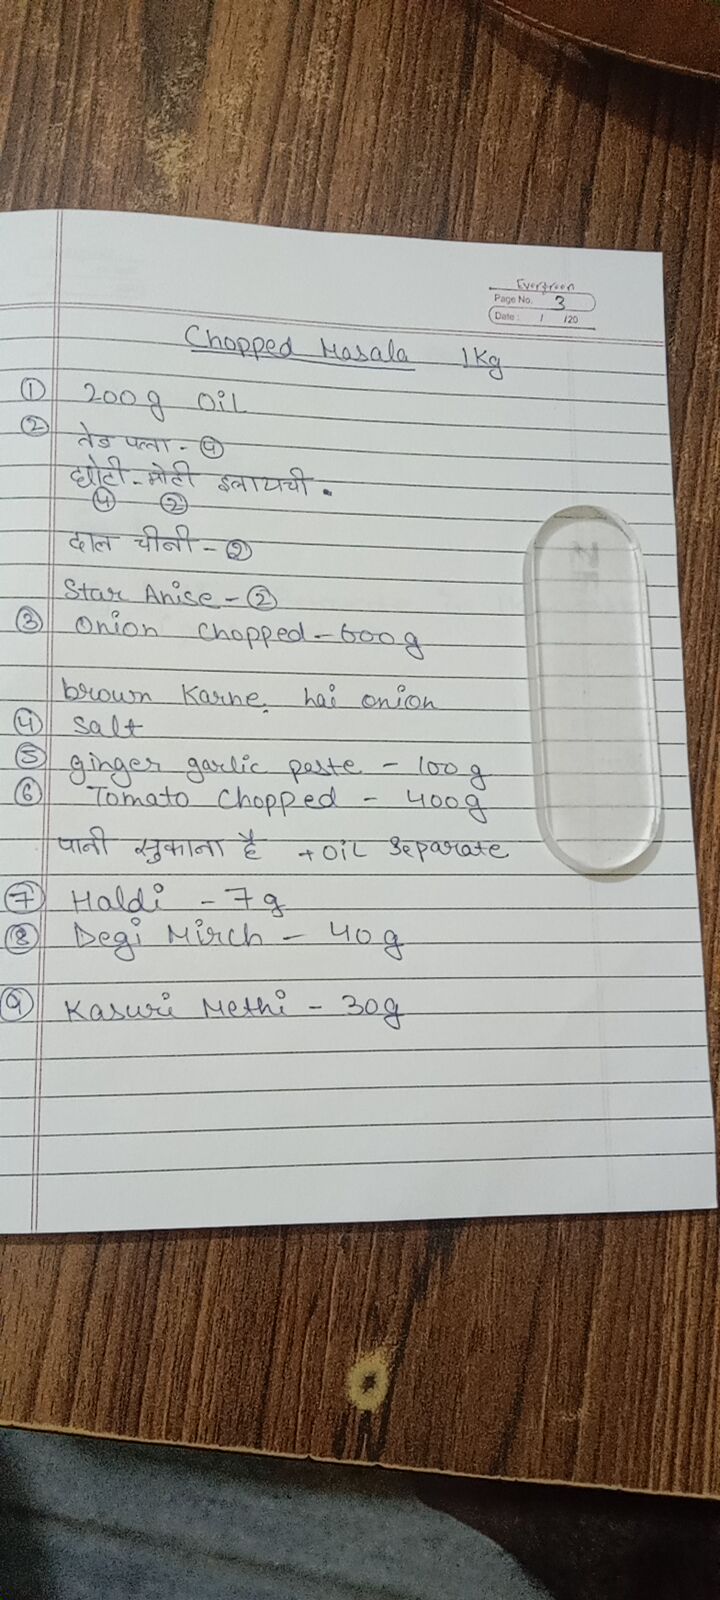 Evergreen
Page No. 3
Date : / /20
Chopped Masala 1Kg
① 200g OiL
② तेज पत्ता - ④
छोटी - मोटी इलायची .
④ ②
दाल चीनी - ②
Star Anise - ②
③ Onion Chopped - 600g
brown Karne hai onion
④ Salt
⑤ ginger garlic paste - 100g
⑥ Tomato Chopped - 400g
पानी सुकाना है + OiL Separate
⑦ Haldi - 7g
⑧ Degi Mirch - 40g
⑨ Kasuri Methi - 30g